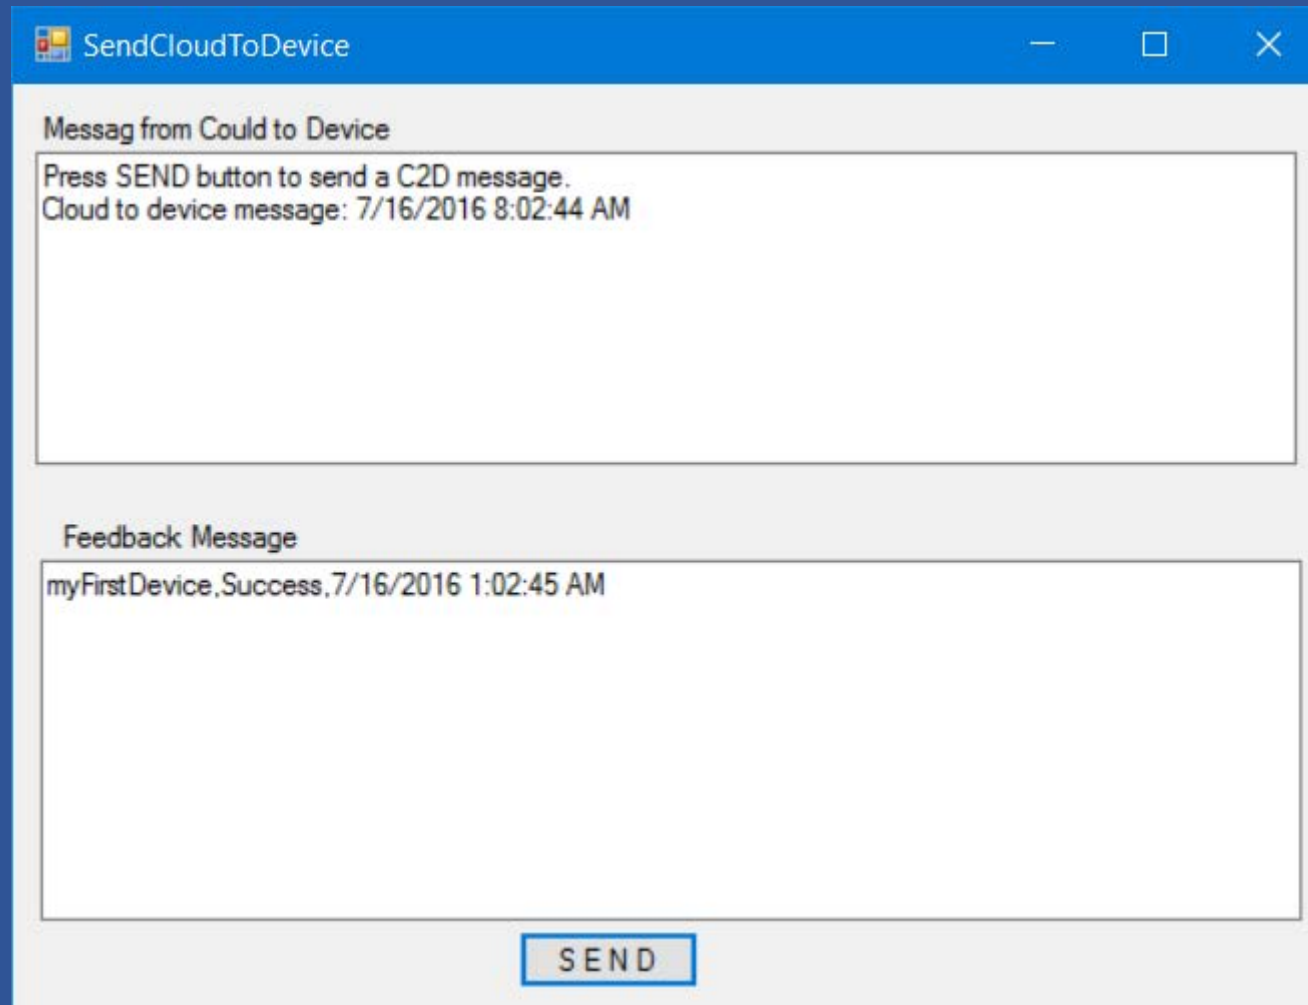 SendCloudToDevice
Messag from Could to Device
Press SEND button to send a C2D message.
Cloud to device message: 7/16/2016 8:02:44 AM
Feedback Message
myFirstDevice,Success,7/16/2016 1:02:45 AM
SEND